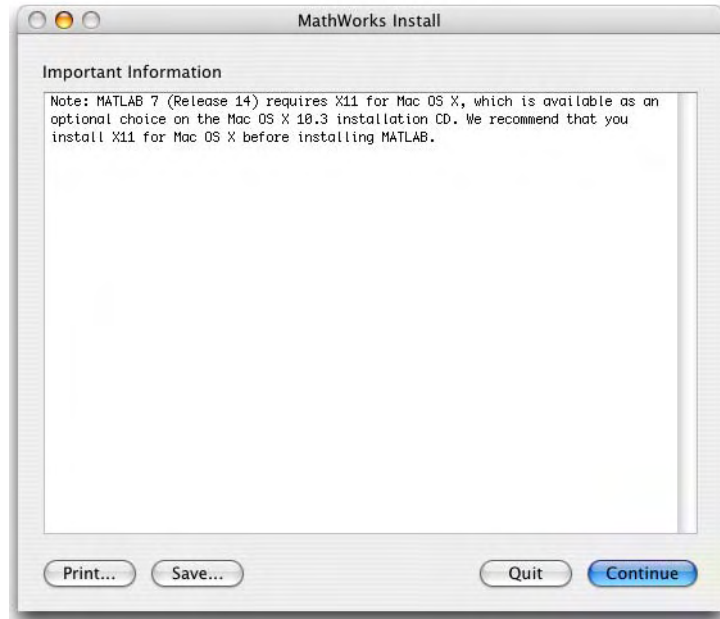 MathWorks Install
Important Information
Note: MATLAB 7 (Release 14) requires X11 for Mac OS X, which is available as an
optional choice on the Mac OS X 10.3 installation CD. We recommend that you
install X11 for Mac OS X before installing MATLAB.
Print... Save... Quit Continue